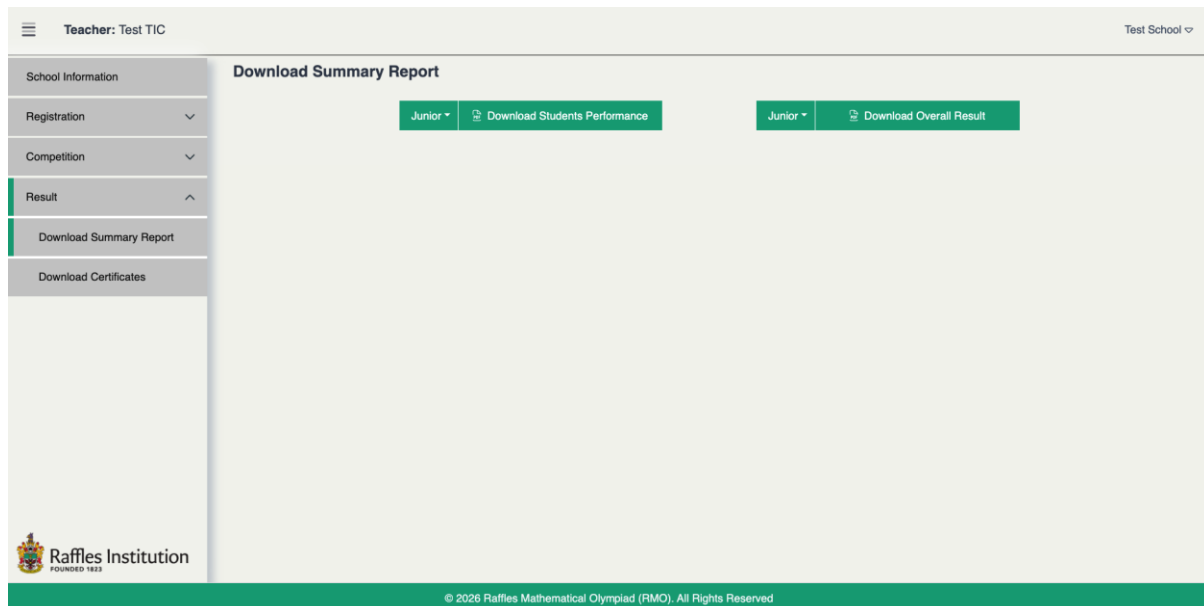 Teacher: Test TIC
Test School
School Information
Registration
Competition
Result
Download Summary Report
Download Certificates
Download Summary Report
Junior
Download Students Performance
Junior
Download Overall Result
Raffles Institution
FOUNDED 1823
© 2026 Raffles Mathematical Olympiad (RMO). All Rights Reserved